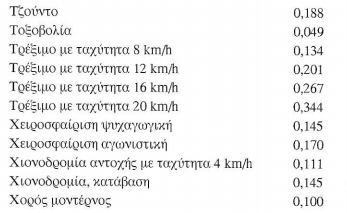 Τζούντο 0,188
Τοξοβολία 0,049
Τρέξιμο με ταχύτητα 8 km/h 0,134
Τρέξιμο με ταχύτητα 12 km/h 0,201
Τρέξιμο με ταχύτητα 16 km/h 0,267
Τρέξιμο με ταχύτητα 20 km/h 0,344
Χειροσφαίριση ψυχαγωγική 0,145
Χειροσφαίριση αγωνιστική 0,170
Χιονοδρομία αντοχής με ταχύτητα 4 km/h 0,111
Χιονοδρομία, κατάβαση 0,145
Χορός μοντέρνος 0,100